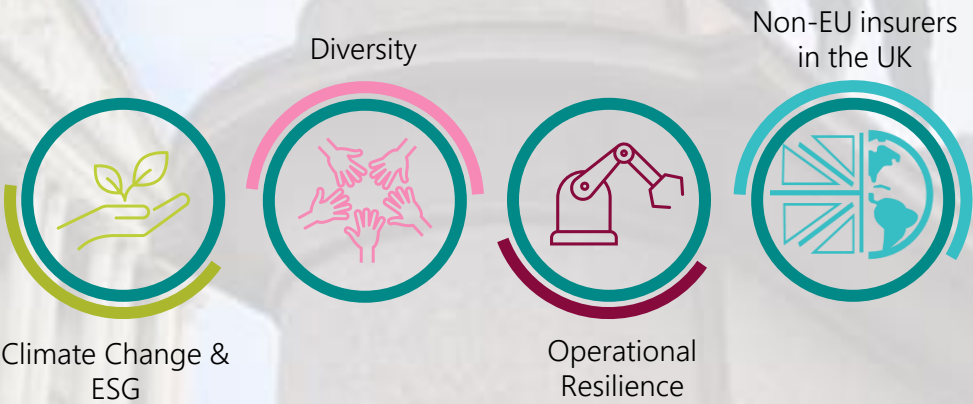 Climate Change &
ESG
Diversity
Operational
Resilience
Non-EU insurers
in the UK